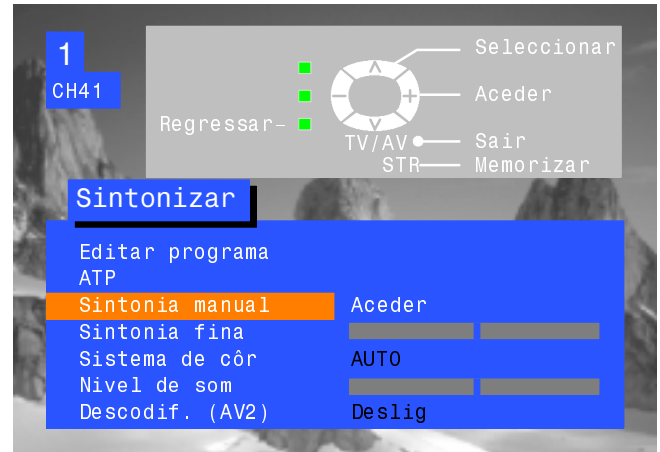 1
CH41
Seleccionar
Aceder
Regressar–
TV/AV Sair
STR Memorizar
Sintonizar
Editar programa
ATP
Sintonia manual Aceder
Sintonia fina
Sistema de côr AUTO
Nivel de som
Descodif. (AV2) Deslig